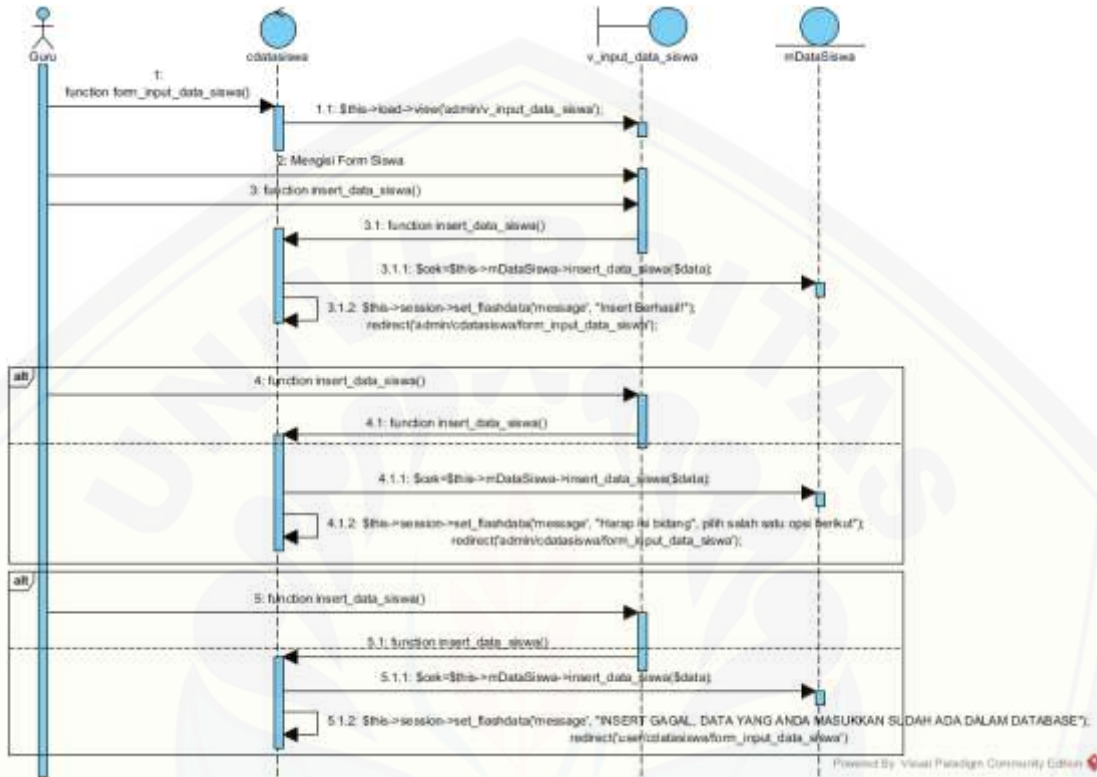 Guru
cdatasiswa
v_input_data_siswa
mDataSiswa
1:
function form_input_data_siswa()
1.1: $this->load->view('admin/v_input_data_siswa');
2: Mengisi Form Siswa
3: function insert_data_siswa()
3.1: function insert_data_siswa()
3.1.1: $cek=$this->mDataSiswa->insert_data_siswa($data);
3.1.2: $this->session->set_flashdata('message', "Insert Berhasil!");
redirect('admin/cdatasiswa/form_input_data_siswa');
alt
4: function insert_data_siswa()
4.1: function insert_data_siswa()
4.1.1: $cek=$this->mDataSiswa->insert_data_siswa($data);
4.1.2: $this->session->set_flashdata('message', "Harap isi bidang", pilih salah satu opsi berikut");
redirect('admin/cdatasiswa/form_input_data_siswa');
alt
5: function insert_data_siswa()
5.1: function insert_data_siswa()
5.1.1: $cek=$this->mDataSiswa->insert_data_siswa($data);
5.1.2: $this->session->set_flashdata('message', "INSERT GAGAL, DATA YANG ANDA MASUKKAN SUDAH ADA DALAM DATABASE");
redirect('user/cdatasiswa/form_input_data_siswa')
Powered By Visual Paradigm Community Edition
UNIVERSITAS